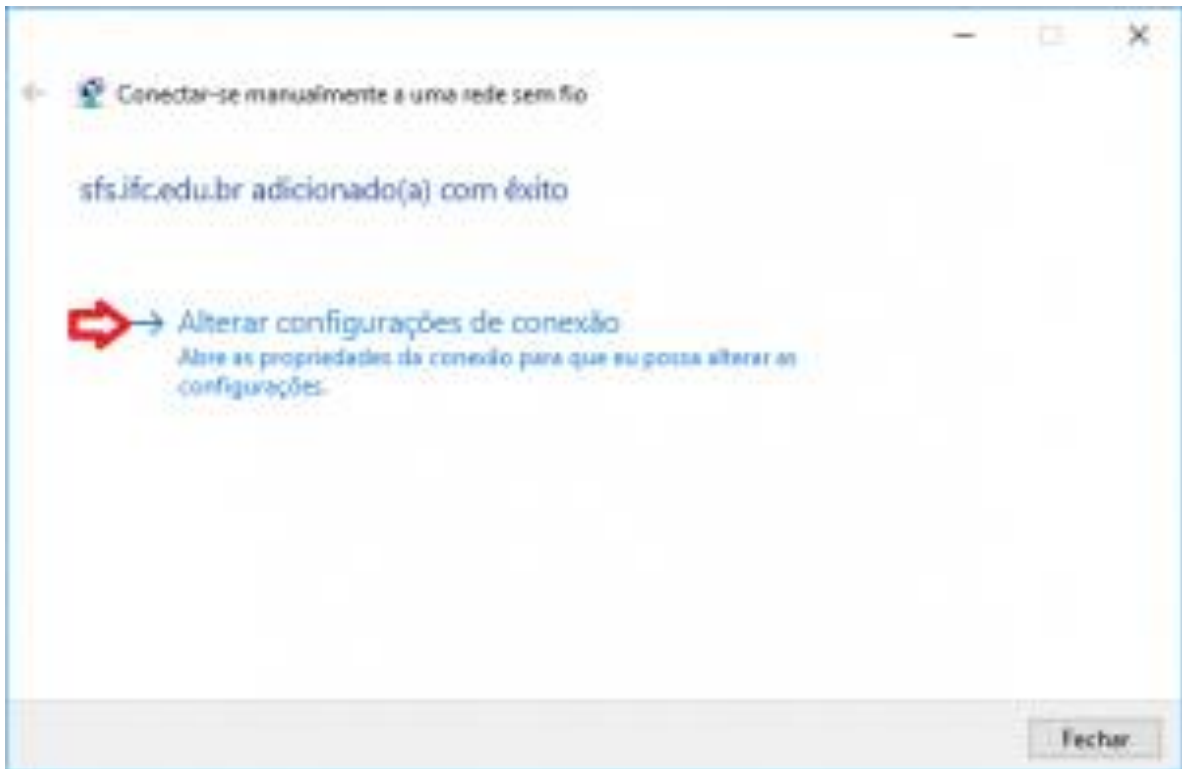 Conectar-se manualmente a uma rede sem fio
sfs.ifc.edu.br adicionado(a) com êxito
Alterar configurações de conexão
Abre as propriedades da conexão para que eu possa alterar as
configurações.
Fechar